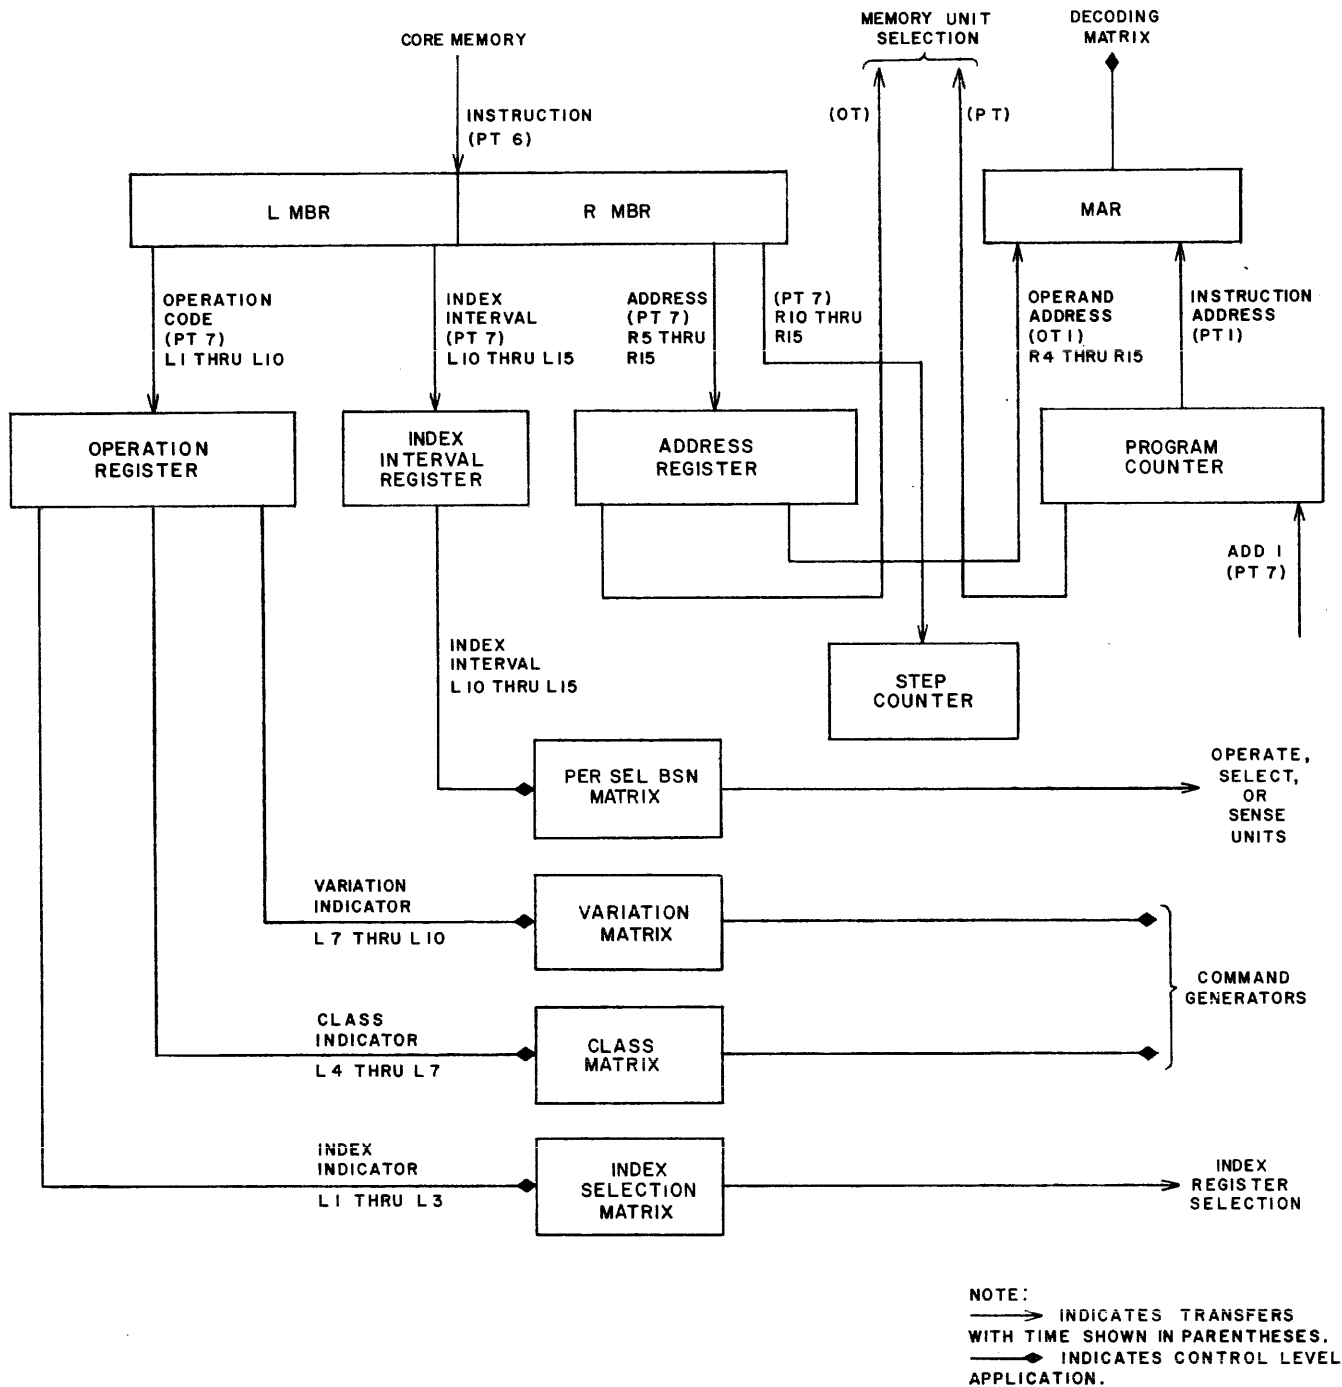 CORE MEMORY
MEMORY UNIT
SELECTION
DECODING
MATRIX
INSTRUCTION
(PT 6)
(OT)
(PT)
L MBR
R MBR
MAR
OPERATION
CODE
(PT 7)
L1 THRU L10
INDEX
INTERVAL
(PT 7)
L10 THRU L15
ADDRESS
(PT 7)
R5 THRU
R15
(PT 7)
R10 THRU
R15
OPERAND
ADDRESS
(OT 1)
R4 THRU R15
INSTRUCTION
ADDRESS
(PT 1)
OPERATION
REGISTER
INDEX
INTERVAL
REGISTER
ADDRESS
REGISTER
PROGRAM
COUNTER
ADD 1
(PT 7)
INDEX
INTERVAL
L10 THRU L15
STEP
COUNTER
PER SEL BSN
MATRIX
OPERATE,
SELECT,
OR
SENSE
UNITS
VARIATION
INDICATOR
L7 THRU L10
VARIATION
MATRIX
COMMAND
GENERATORS
CLASS
INDICATOR
L4 THRU L7
CLASS
MATRIX
INDEX
INDICATOR
L1 THRU L3
INDEX
SELECTION
MATRIX
INDEX
REGISTER
SELECTION
NOTE:
INDICATES TRANSFERS
WITH TIME SHOWN IN PARENTHESES.
INDICATES CONTROL LEVEL
APPLICATION.